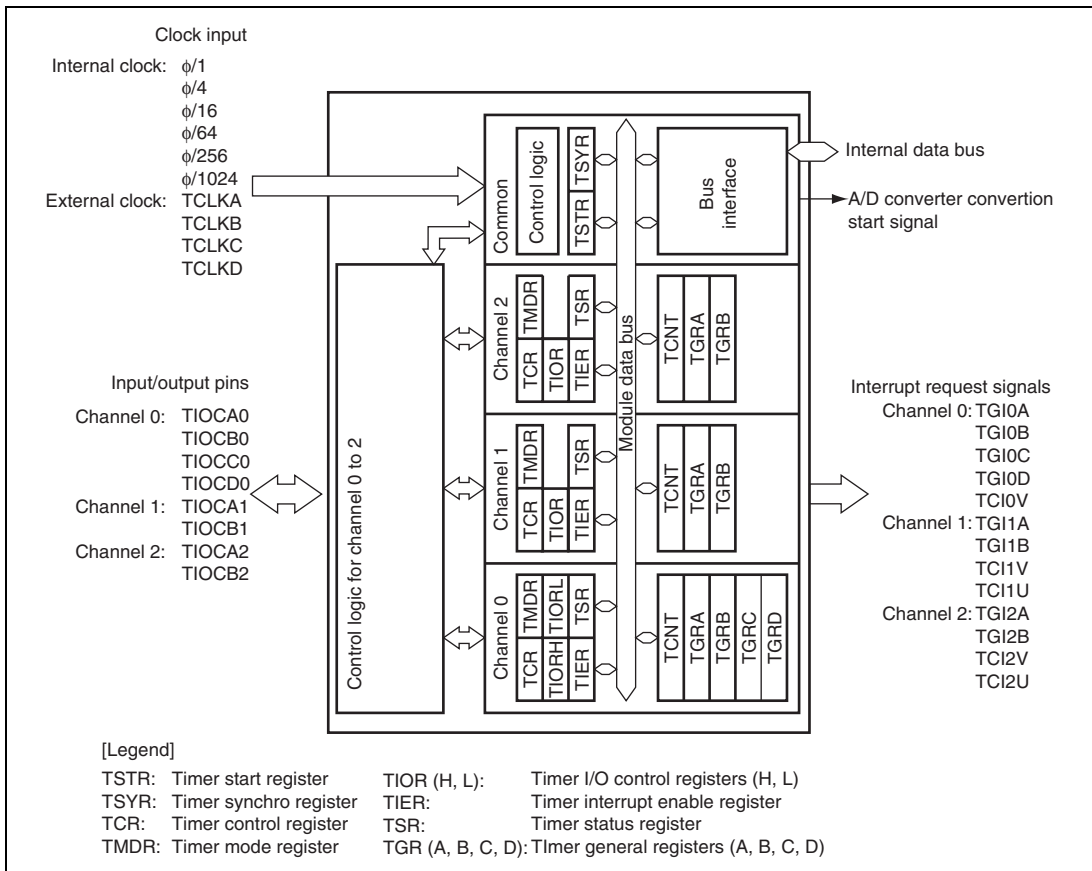 Clock input
Internal clock: ϕ/1
ϕ/4
ϕ/16
ϕ/64
ϕ/256
ϕ/1024
External clock: TCLKA
TCLKB
TCLKC
TCLKD
Input/output pins
Channel 0: TIOCA0
TIOCB0
TIOCC0
TIOCD0
Channel 1: TIOCA1
TIOCB1
Channel 2: TIOCA2
TIOCB2
Control logic for channel 0 to 2
Common
Control logic
TSTR TSYR
Bus
interface
Module data bus
Channel 2
TMDR TSR
TCR TIOR TIER
TCNT
TGRA
TGRB
Channel 1
TMDR TSR
TCR TIOR TIER
TCNT
TGRA
TGRB
Channel 0
TMDR TIORL TSR
TCR TIORH TIER
TCNT
TGRA
TGRB
TGRC
TGRD
Internal data bus
A/D converter convertion
start signal
Interrupt request signals
Channel 0: TGI0A
TGI0B
TGI0C
TGI0D
TCI0V
Channel 1: TGI1A
TGI1B
TCI1V
TCI1U
Channel 2: TGI2A
TGI2B
TCI2V
TCI2U
[Legend]
TSTR: Timer start register
TSYR: Timer synchro register
TCR: Timer control register
TMDR: Timer mode register
TIOR (H, L): Timer I/O control registers (H, L)
TIER: Timer interrupt enable register
TSR: Timer status register
TGR (A, B, C, D): TImer general registers (A, B, C, D)